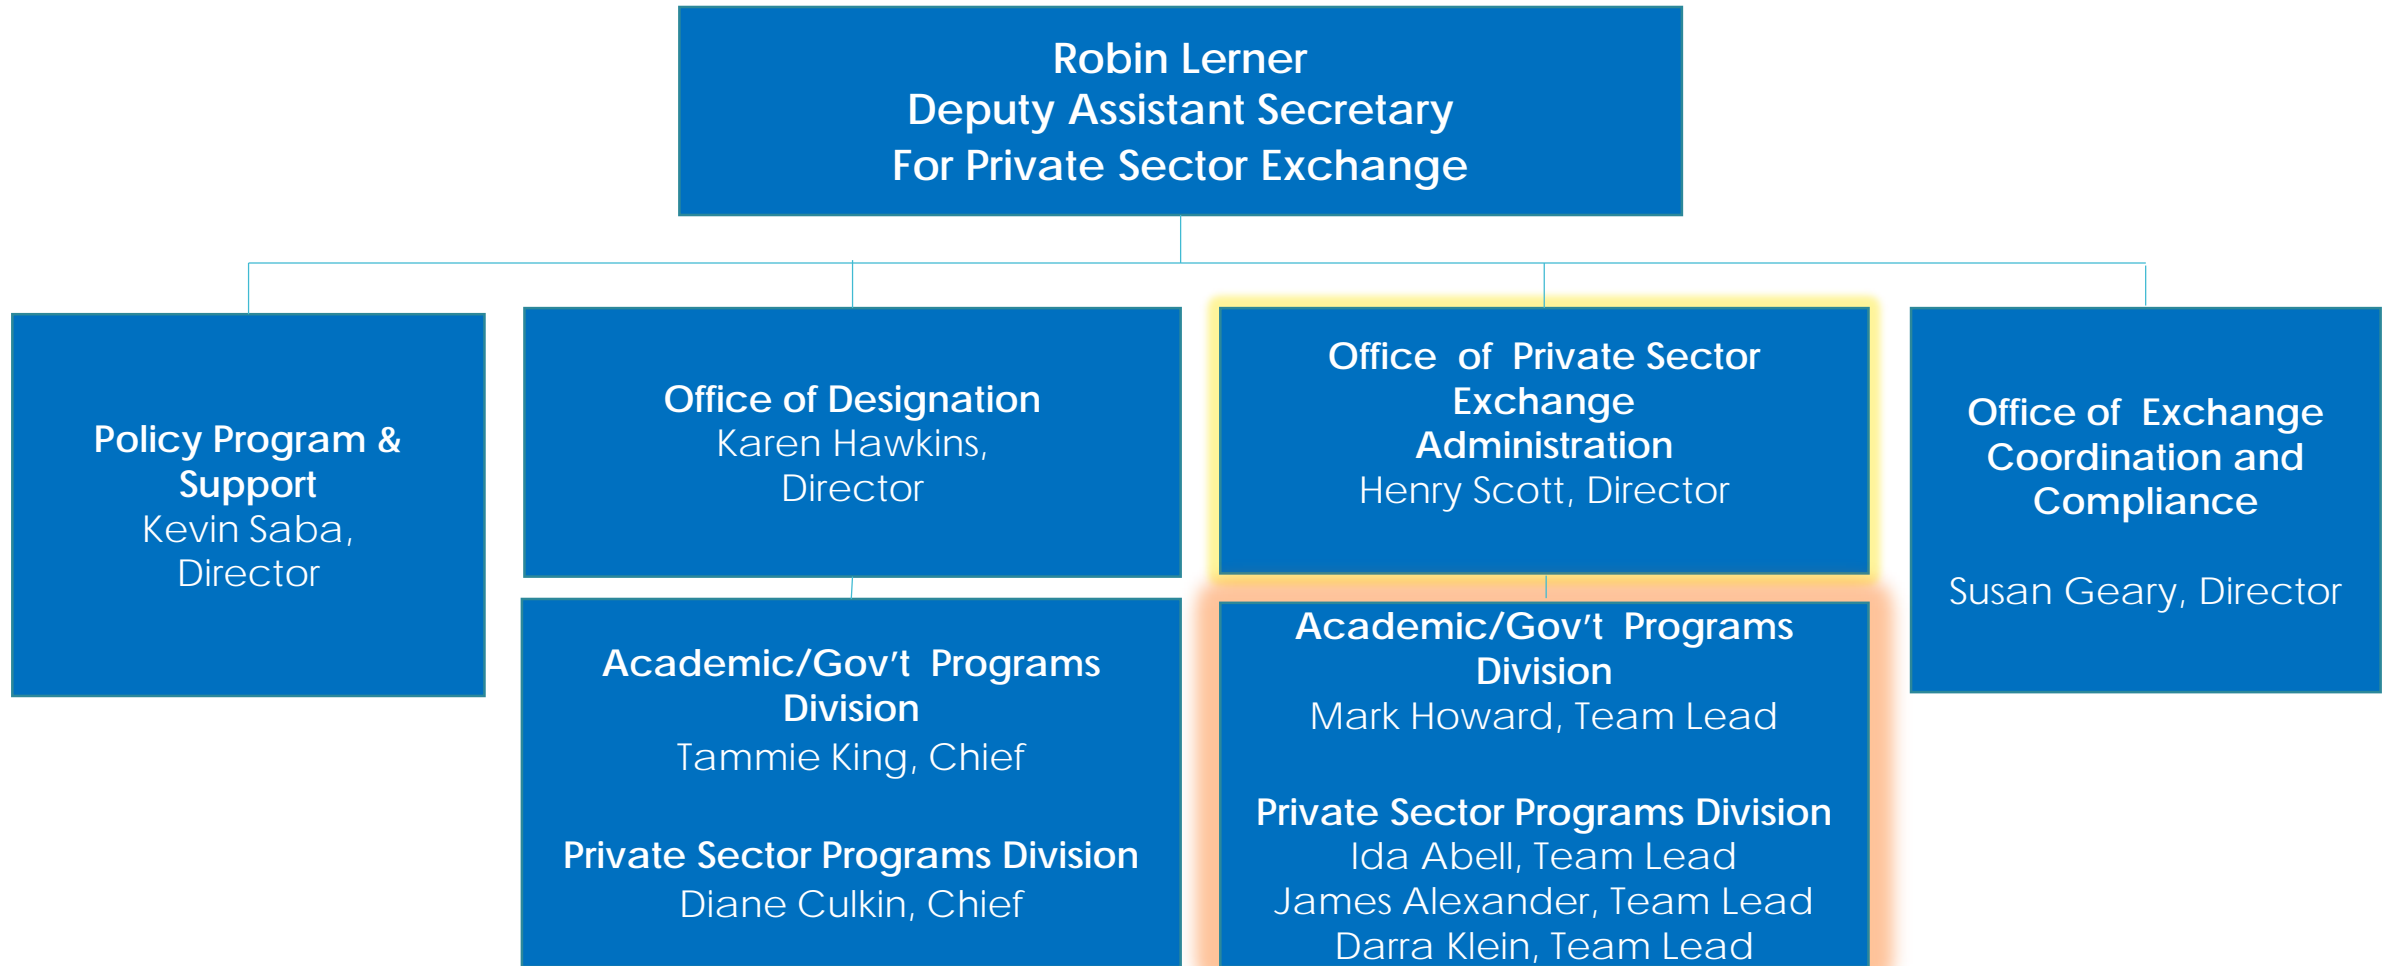 Robin Lerner
Deputy Assistant Secretary
For Private Sector Exchange
Policy Program &
Support
Kevin Saba,
Director
Office of Designation
Karen Hawkins,
Director
Academic/Gov't Programs
Division
Tammie King, Chief
Private Sector Programs Division
Diane Culkin, Chief
Office of Private Sector
Exchange
Administration
Henry Scott, Director
Academic/Gov't Programs
Division
Mark Howard, Team Lead
Private Sector Programs Division
Ida Abell, Team Lead
James Alexander, Team Lead
Darra Klein, Team Lead
Office of Exchange
Coordination and
Compliance
Susan Geary, Director